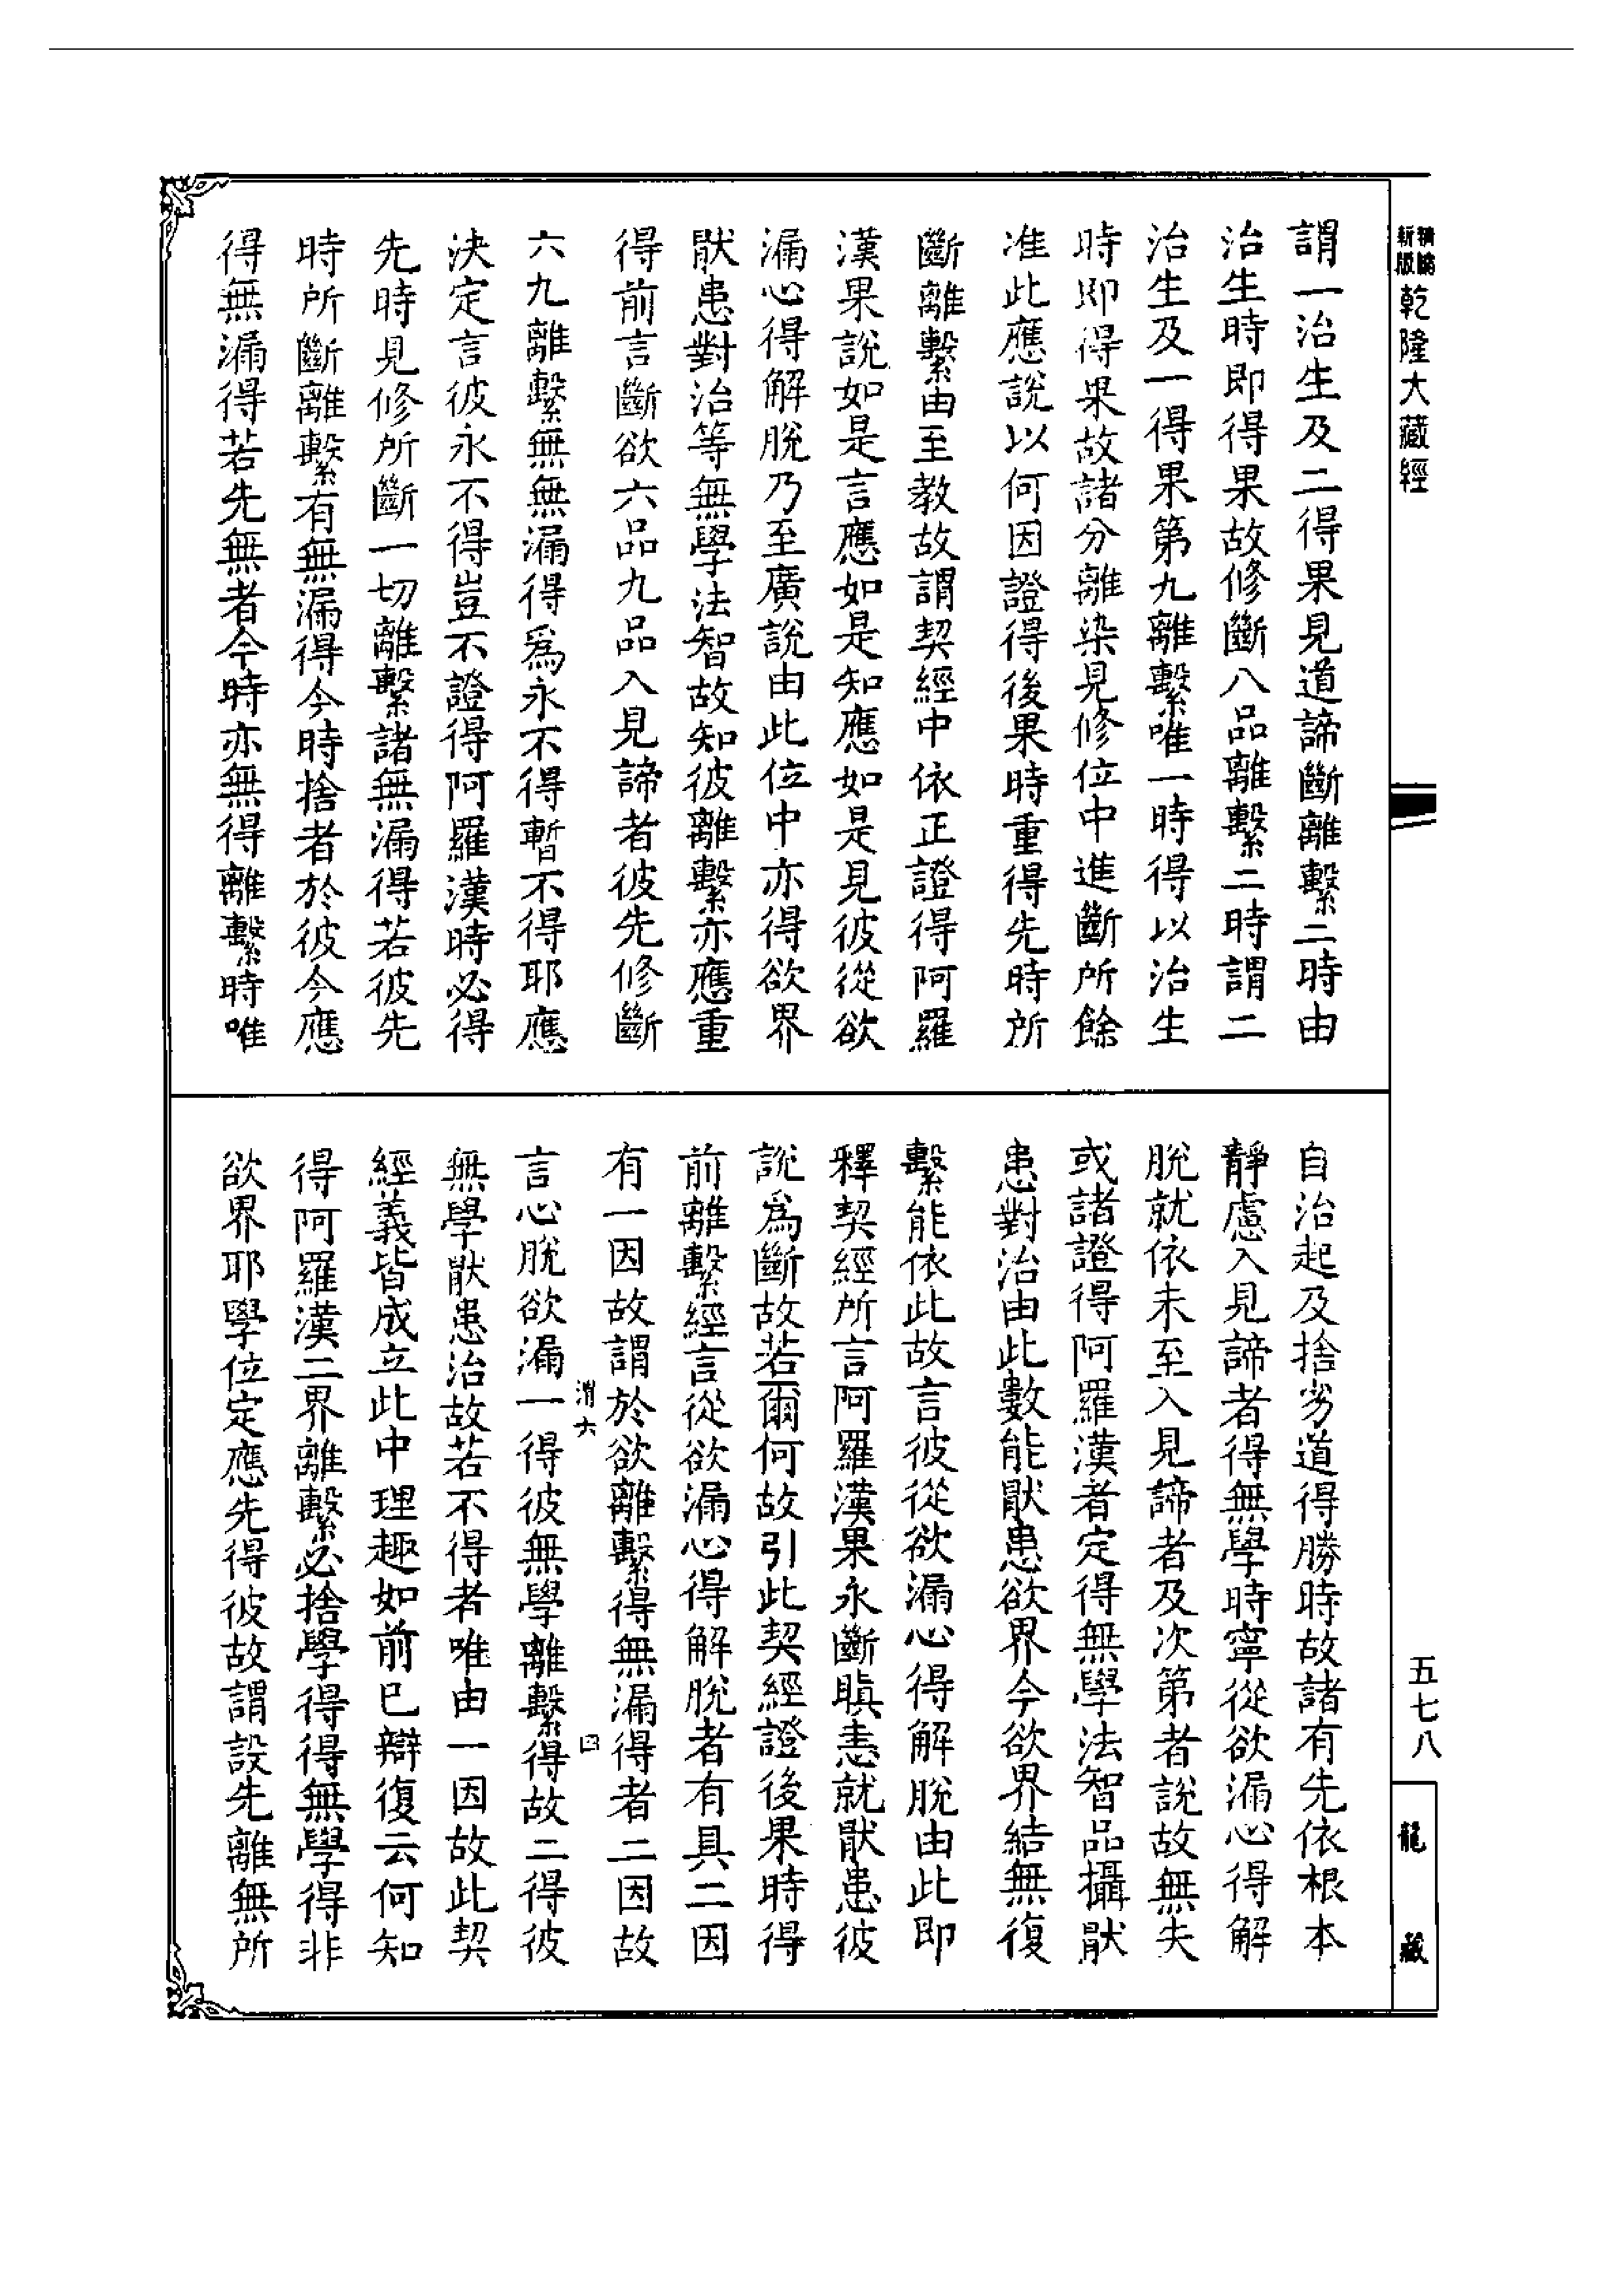 精縮
新版
乾隆大藏經
謂一治生及二得果見道諦斷離繫二時由
治生時即得果故修斷八品離繫二時謂二
治生及一得果第九離繫唯一時得以治生
時即得果故諸分離染見修位中進斷所餘
准此應說以何因證得後果時重得先時所
斷離繫由至教故謂契經中依正證得阿羅
漢果說如是言應如是知應如是見彼從欲
漏心得解脫乃至廣說由此位中亦得欲界
猒患對治等無學法智故知彼離繫亦應重
得前言斷欲六品九品入見諦者彼先修斷
六九離繫無無漏得為永不得暫不得耶應
決定言彼永不得豈不證得阿羅漢時必得
先時見修所斷一切離繫諸無漏得若彼先
時所斷離繫有無漏得今時捨者於彼今應
得無漏得若先無者今時亦無得離繫時唯
自治起及捨劣道得勝時故諸有先依根本
靜慮入見諦者得無學時寧從欲漏心得解
脫就依未至入見諦者及次第者說故無失
或諸證得阿羅漢者定得無學法智品攝猒
患對治由此數能猒患欲界今欲界結無復
繫能依此故言彼從欲漏心得解脫由此即
釋契經所言阿羅漢果永斷瞋恚就猒患彼
說為斷故若爾何故引此契經證後果時得
前離繫經言從欲漏心得解脫者有具二因
有一因故謂於欲離繫得無漏得者二因故
渭六
言心脫欲漏一得彼無學離繫得故二得彼
無學猒患治故若不得者唯由一因故此契
經義皆成立此中理趣如前已辯復云何知
得阿羅漢三界離繫必捨學得得無學得非
欲界耶學位定應先得彼故謂設先離無所
五七八
龍藏